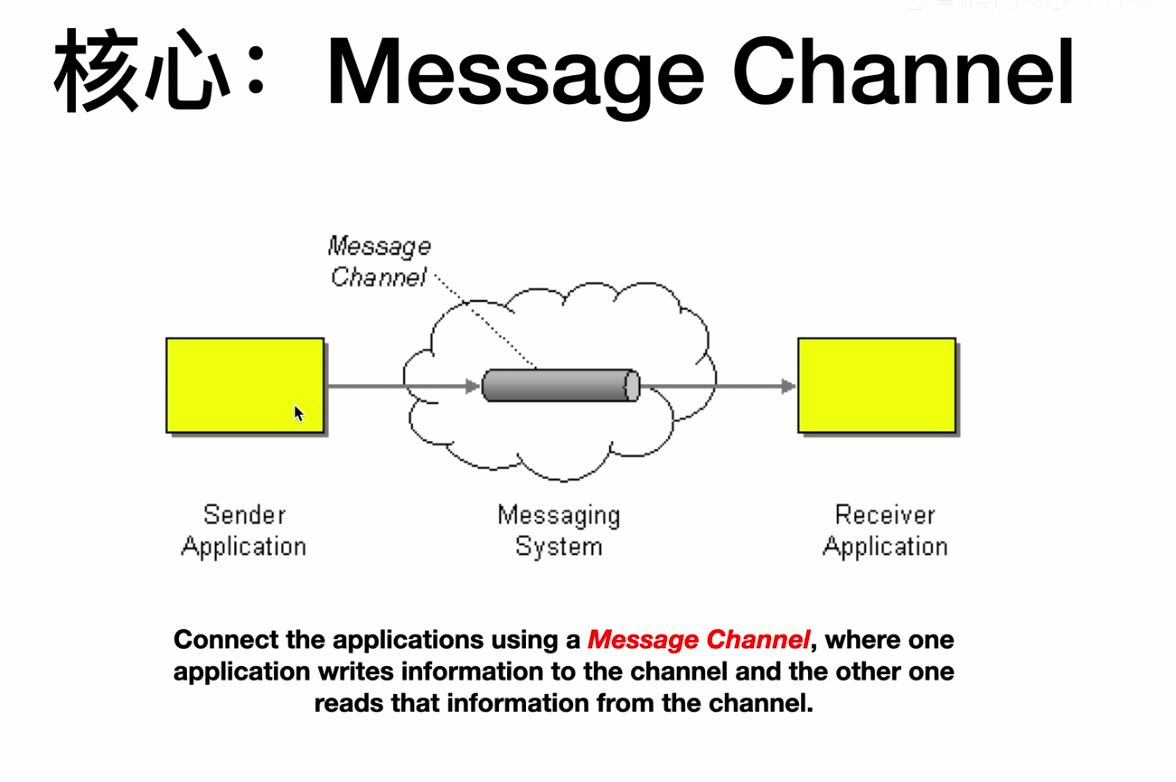 核心：Message Channel
Message
Channel
Sender
Application
Messaging
System
Receiver
Application
Connect the applications using a Message Channel, where one
application writes information to the channel and the other one
reads that information from the channel.